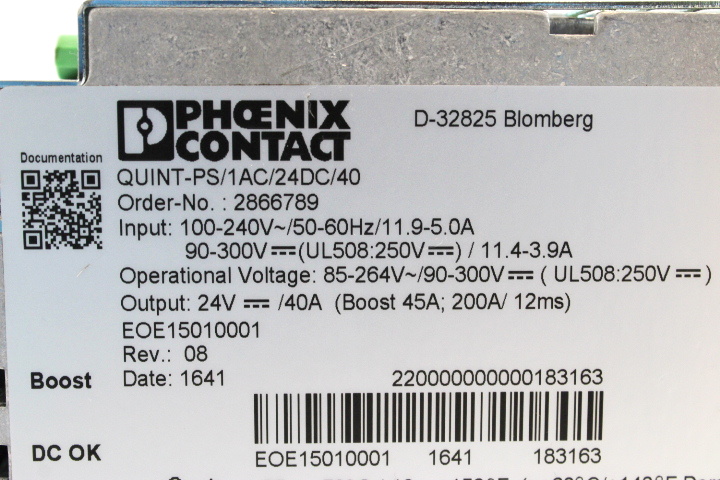 PHŒNIX
CONTACT
D-32825 Blomberg
Documentation
QUINT-PS/1AC/24DC/40
Order-No. : 2866789
Input: 100-240V~/50-60Hz/11.9-5.0A
90-300V⎓(UL508:250V⎓) / 11.4-3.9A
Operational Voltage: 85-264V~/90-300V⎓ ( UL508:250V⎓)
Output: 24V ⎓ /40A (Boost 45A; 200A/ 12ms)
EOE15010001
Rev.: 08
Boost
Date: 1641
2200000000000183163
DC OK
EOE15010001 1641 183163